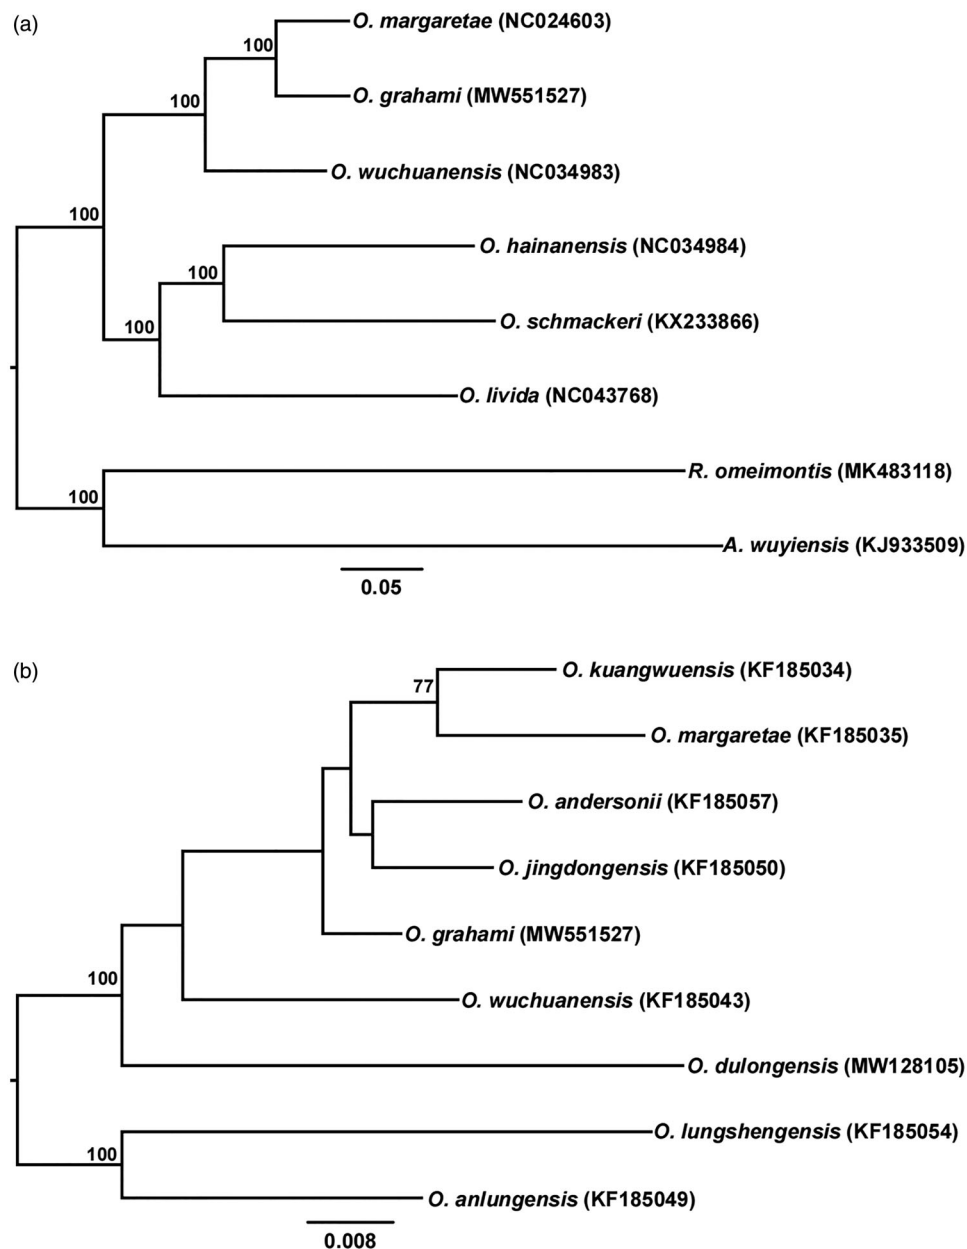 (a)
O. margaretae (NC024603)
100
O. grahami (MW551527)
100
O. wuchuanensis (NC034983)
100
O. hainanensis (NC034984)
100
O. schmackeri (KX233866)
100
O. livida (NC043768)
R. omeimontis (MK483118)
100
A. wuyiensis (KJ933509)
0.05
(b)
O. kuangwuensis (KF185034)
77
O. margaretae (KF185035)
O. andersonii (KF185057)
O. jingdongensis (KF185050)
O. grahami (MW551527)
100
O. wuchuanensis (KF185043)
O. dulongensis (MW128105)
O. lungshengensis (KF185054)
100
O. anlungensis (KF185049)
0.008